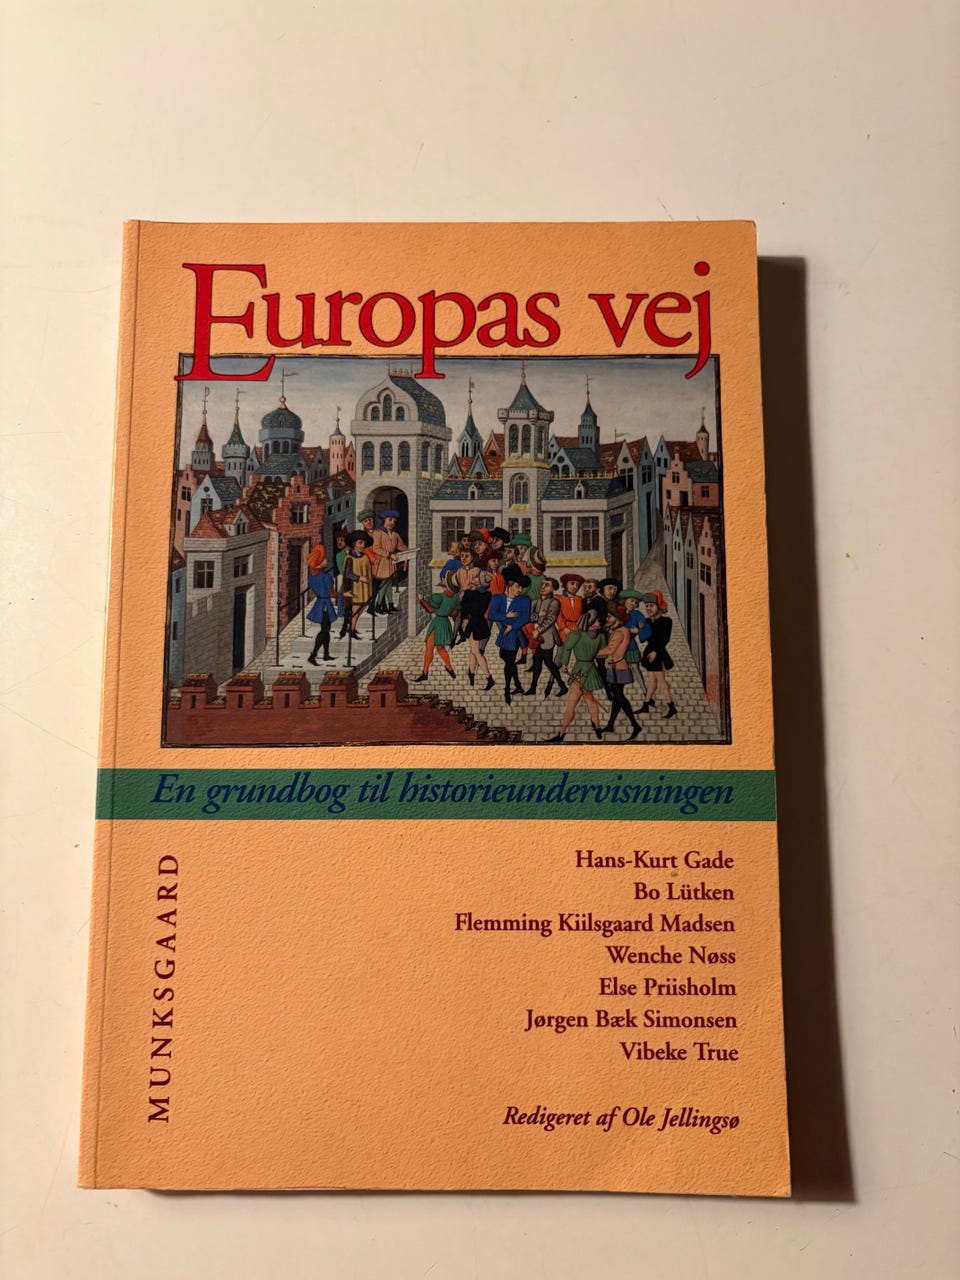 Europas vej
En grundbog til historieundervisningen
Hans-Kurt Gade
Bo Lütken
Flemming Kiilsgaard Madsen
Wenche Nøss
Else Priisholm
Jørgen Bæk Simonsen
Vibeke True
Redigeret af Ole Jellingsø
MUNKSGAARD